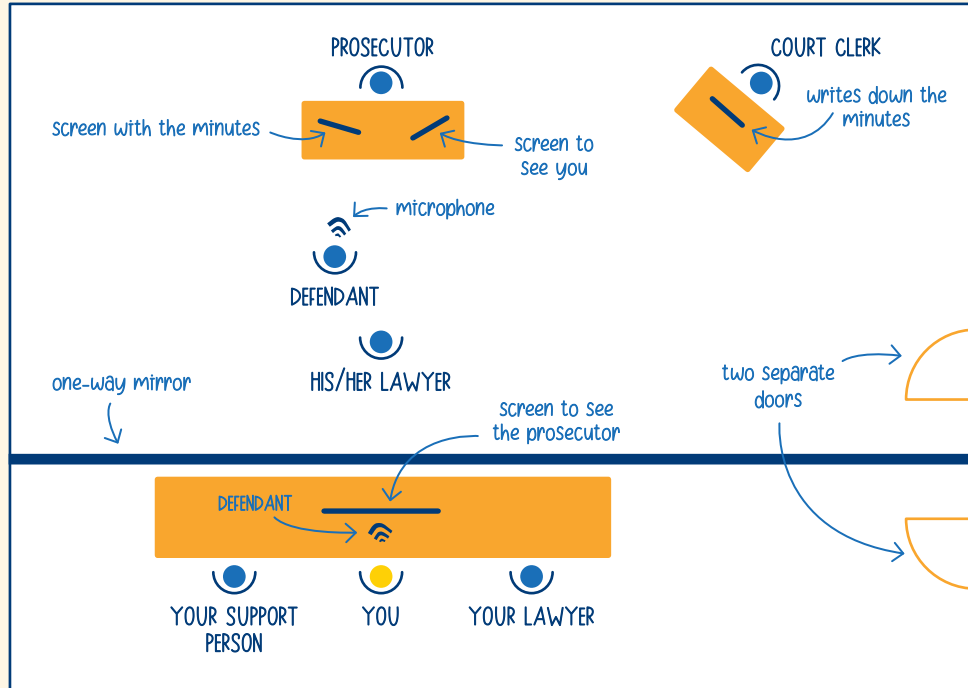 PROSECUTOR
COURT CLERK
writes down the
minutes
screen with the minutes
screen to
see you
microphone
DEFENDANT
HIS/HER LAWYER
one-way mirror
two separate
doors
screen to see
the prosecutor
DEFENDANT
YOUR SUPPORT
PERSON
YOU
YOUR LAWYER